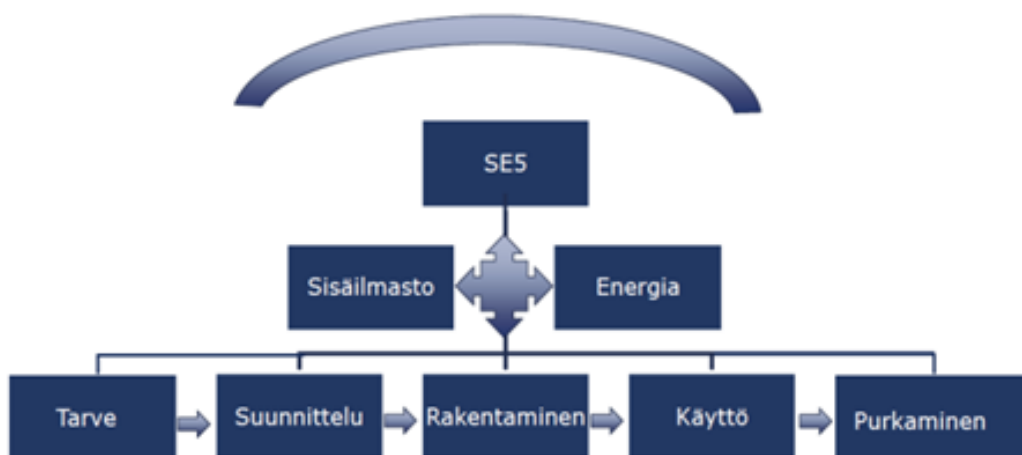 SE5
Sisäilmasto
Energia
Tarve
Suunnittelu
Rakentaminen
Käyttö
Purkaminen